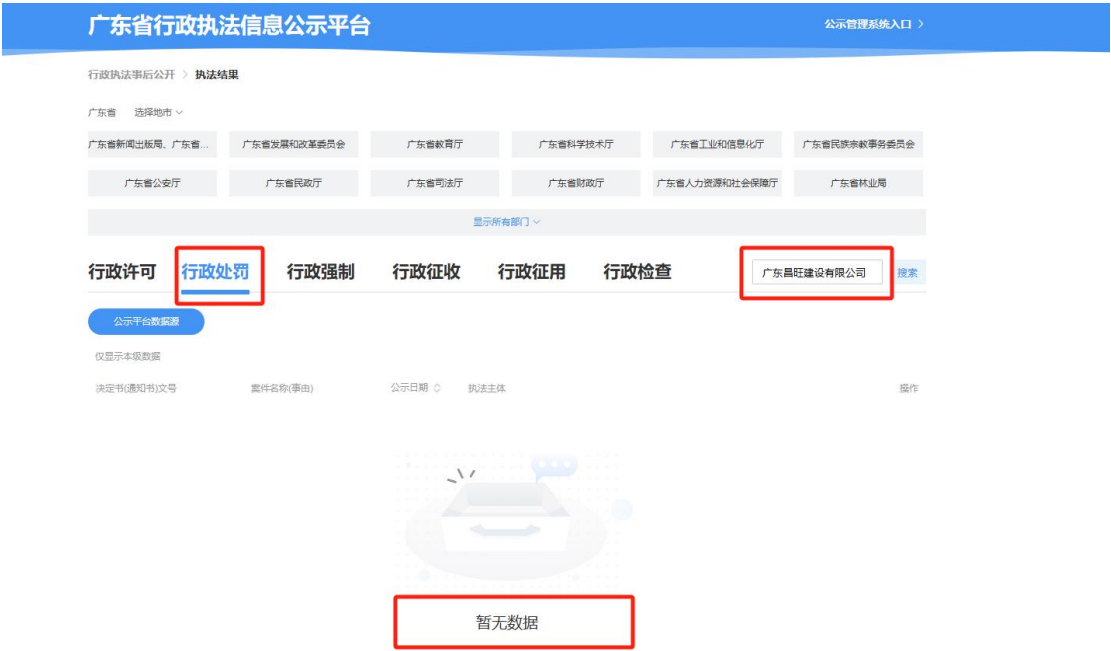 广东省行政执法信息公示平台 公示管理系统入口 >
行政执法事后公开 > 执法结果
广东省 选择地市
广东省新闻出版局、广东省... 广东省发展和改革委员会 广东省教育厅 广东省科学技术厅 广东省工业和信息化厅 广东省民族宗教事务委员会
广东省公安厅 广东省民政厅 广东省司法厅 广东省财政厅 广东省人力资源和社会保障厅 广东省林业局
显示所有部门
行政许可 行政处罚 行政强制 行政征收 行政征用 行政检查 广东昌旺建设有限公司 搜索
公示平台数据源
仅显示本级数据
决定书(通知书)文号 案件名称(事由) 公示日期 执法主体 操作
暂无数据